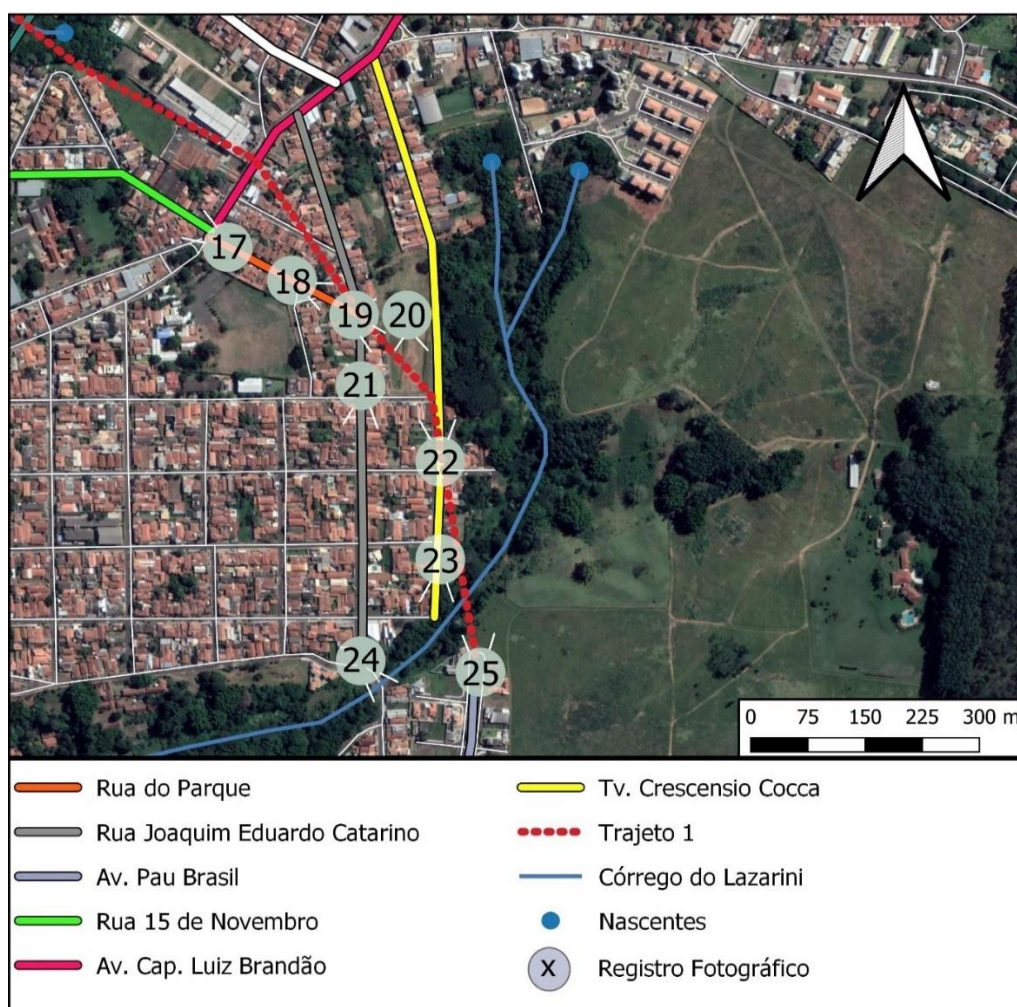 17
18
19
20
21
22
23
24
25
0 75 150 225 300 m
Rua do Parque
Rua Joaquim Eduardo Catarino
Av. Pau Brasil
Rua 15 de Novembro
Av. Cap. Luiz Brandão
Tv. Crescensio Cocca
Trajeto 1
Córrego do Lazarini
Nascentes
X Registro Fotográfico